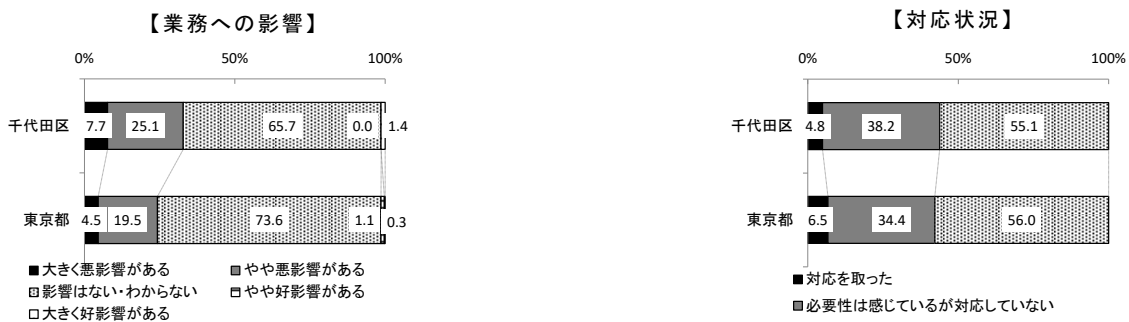 【業務への影響】
0% 50% 100%
千代田区 7.7 25.1 65.7 0.0 1.4
東京都 4.5 19.5 73.6 1.1 0.3
■大きく悪影響がある ■やや悪影響がある
影響はない・わからない やや好影響がある
□大きく好影響がある
【対応状況】
0% 50% 100%
千代田区 4.8 38.2 55.1
東京都 6.5 34.4 56.0
■対応を取った
■必要性は感じているが対応していない